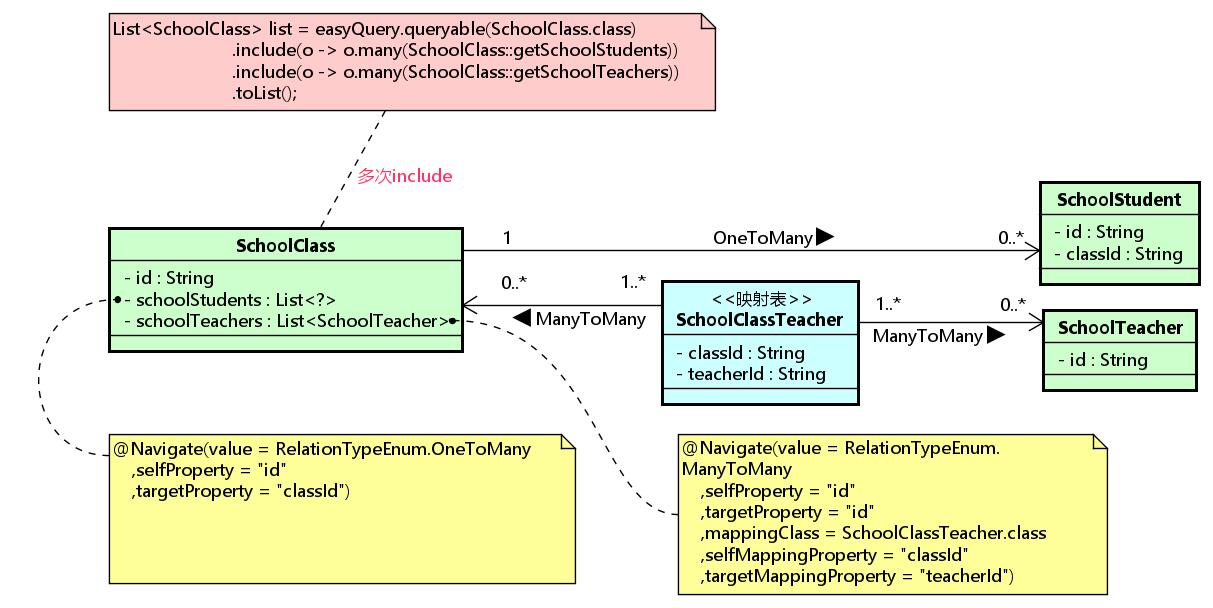 List<SchoolClass> list = easyQuery.queryable(SchoolClass.class)
.include(o -> o.many(SchoolClass::getSchoolStudents))
.include(o -> o.many(SchoolClass::getSchoolTeachers))
.toList();
多次include
SchoolClass
- id : String
- schoolStudents : List<?>
- schoolTeachers : List<SchoolTeacher>
1
OneToMany
0..*
SchoolStudent
- id : String
- classId : String
0..*
1..*
ManyToMany
<<映射表>>
SchoolClassTeacher
- classId : String
- teacherId : String
1..*
0..*
ManyToMany
SchoolTeacher
- id : String
@Navigate(value = RelationTypeEnum.OneToMany
,selfProperty = "id"
,targetProperty = "classId")
@Navigate(value = RelationTypeEnum.
ManyToMany
,selfProperty = "id"
,targetProperty = "id"
,mappingClass = SchoolClassTeacher.class
,selfMappingProperty = "classId"
,targetMappingProperty = "teacherId")